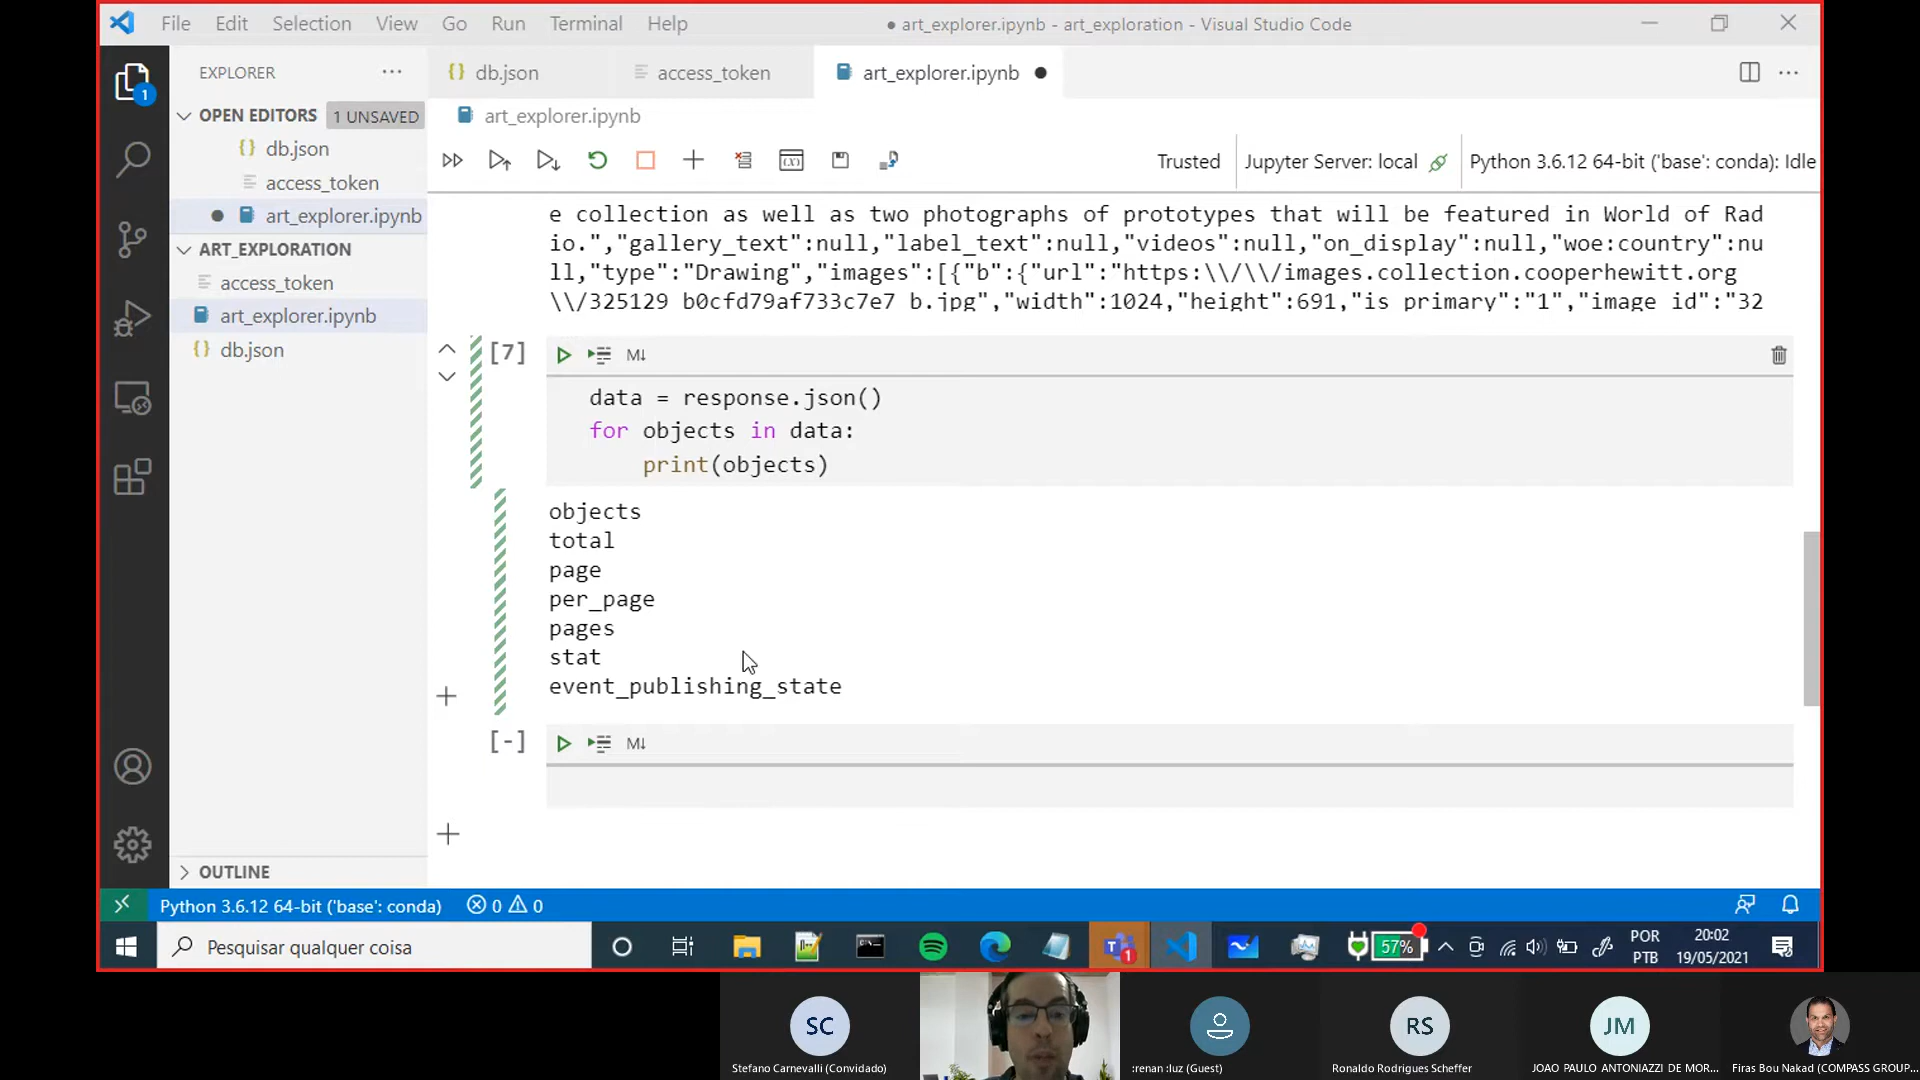 File Edit Selection View Go Run Terminal Help ● art_explorer.ipynb - art_exploration - Visual Studio Code
EXPLORER
db.json access_token art_explorer.ipynb
OPEN EDITORS 1 UNSAVED
art_explorer.ipynb
db.json
access_token
art_explorer.ipynb
ART_EXPLORATION
access_token
art_explorer.ipynb
db.json
OUTLINE
1
Trusted Jupyter Server: local Python 3.6.12 64-bit ('base': conda): Idle
e collection as well as two photographs of prototypes that will be featured in World of Rad
io.","gallery_text":null,"label_text":null,"videos":null,"on_display":null,"woe:country":nu
ll,"type":"Drawing","images":[{"b":{"url":"https:\\/\\/images.collection.cooperhewitt.org
\\/325129_b0cfd79af733c7e7_b.jpg","width":1024,"height":691,"is_primary":"1","image_id":"32
[7] M↓
data = response.json()
for objects in data:
print(objects)
objects
total
page
per_page
pages
stat
event_publishing_state
[-] M↓
Python 3.6.12 64-bit ('base': conda) 0 0
Pesquisar qualquer coisa 1 57% POR PTB 20:02 19/05/2021
SC RS JM
Stefano Carnevalli (Convidado) :renan :luz (Guest) Ronaldo Rodrigues Scheffer JOAO PAULO ANTONIAZZI DE MOR... Firas Bou Nakad (COMPASS GROUP...